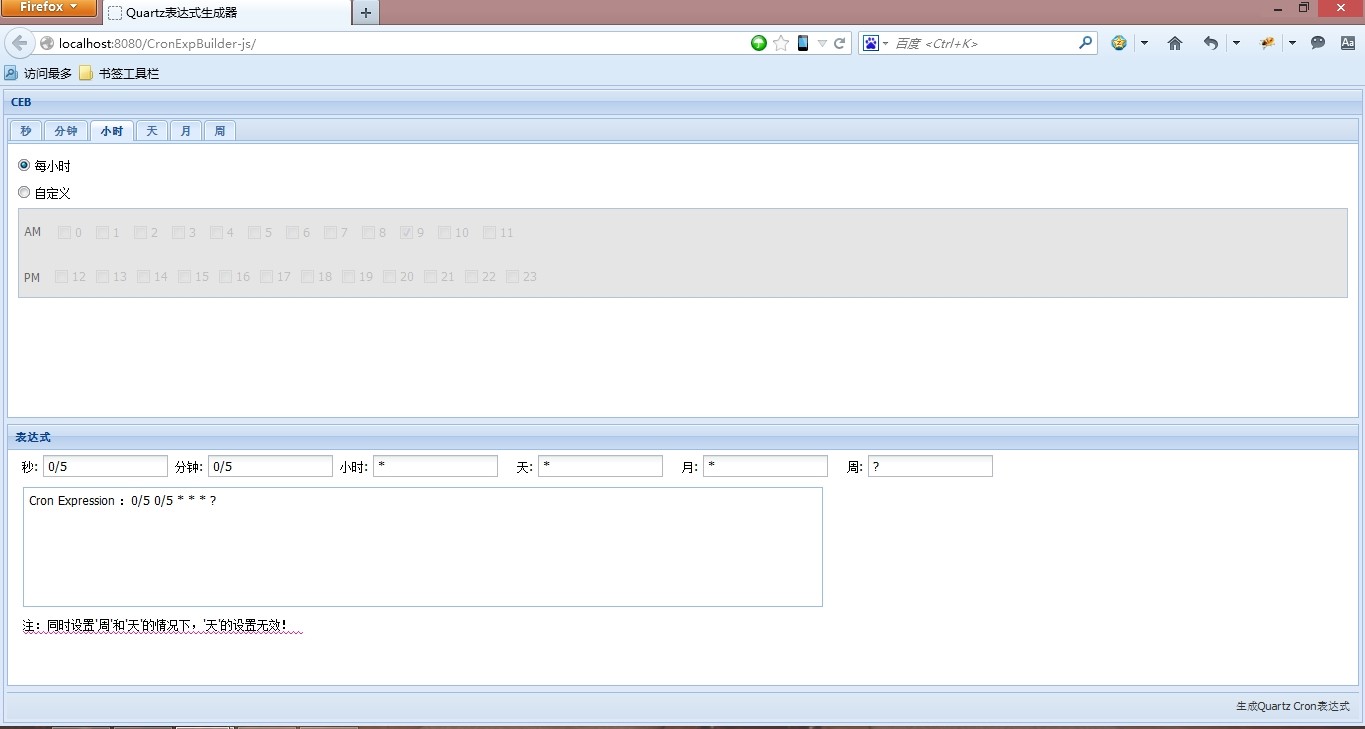 Firefox
Quartz表达式生成器
localhost:8080/CronExpBuilder-js/
百度 <Ctrl+K>
Aa
访问最多 书签工具栏
CEB
秒 分钟 小时 天 月 周
每小时
自定义
AM 0 1 2 3 4 5 6 7 8 9 10 11
PM 12 13 14 15 16 17 18 19 20 21 22 23
表达式
秒: 0/5 分钟: 0/5 小时: * 天: * 月: * 周: ?
Cron Expression : 0/5 0/5 * * * ?
注：同时设置'周'和'天'的情况下，'天'的设置无效！
生成Quartz Cron表达式